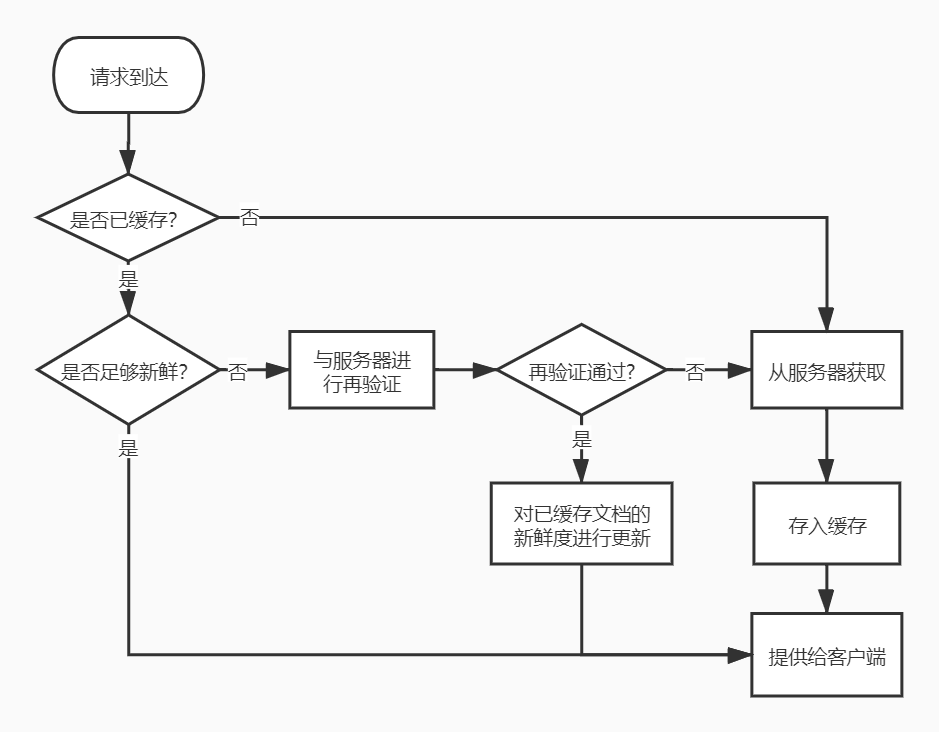 请求到达
是否已缓存?
否
是
是否足够新鲜?
否
与服务器进
行再验证
再验证通过?
否
从服务器获取
是
是
对已缓存文档的
新鲜度进行更新
存入缓存
提供给客户端